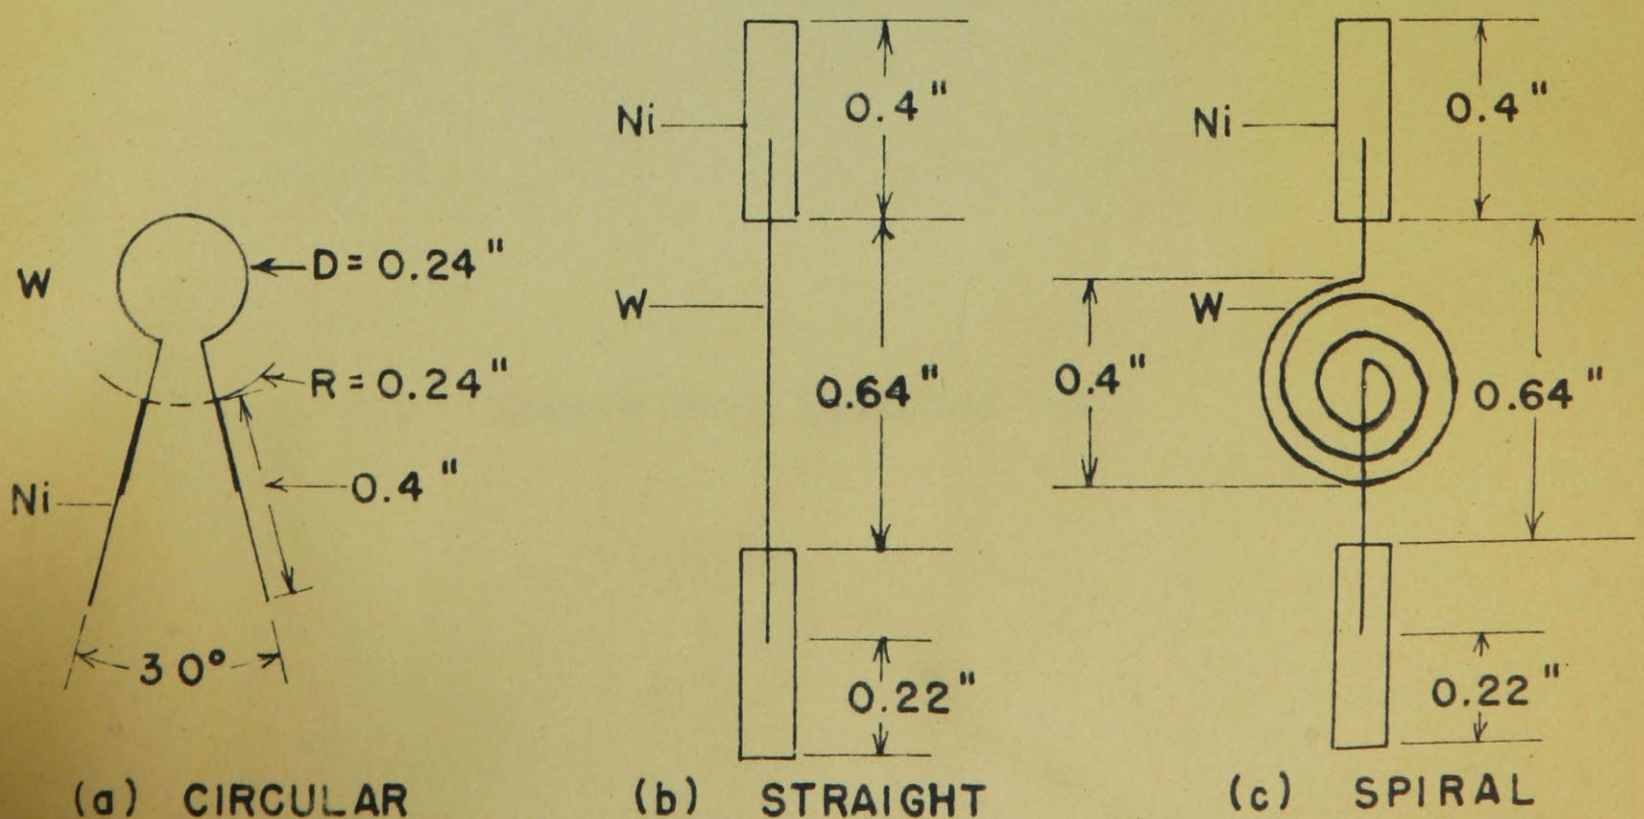 W
D = 0.24"
R = 0.24"
0.4"
Ni
30°
(a) CIRCULAR
Ni
0.4"
W
0.64"
0.22"
(b) STRAIGHT
Ni
0.4"
W
0.4"
0.64"
0.22"
(c) SPIRAL